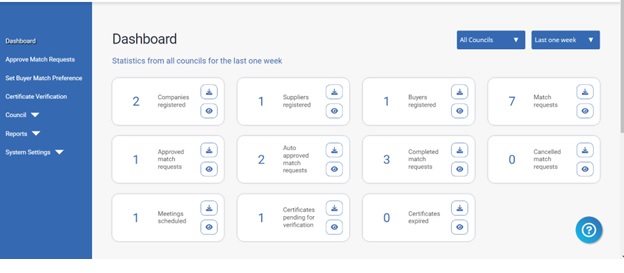 Dashboard
Approve Match Requests
Set Buyer Match Preference
Certificate Verification
Council
Reports
System Settings
Dashboard
All Councils
Last one week
Statistics from all councils for the last one week
2
Companies
registered
1
Suppliers
registered
1
Buyers
registered
7
Match
requests
1
Approved
match
requests
2
Auto
approved
match
requests
3
Completed
match
requests
0
Cancelled
match
requests
1
Meetings
scheduled
1
Certificates
pending for
verification
0
Certificates
expired
?